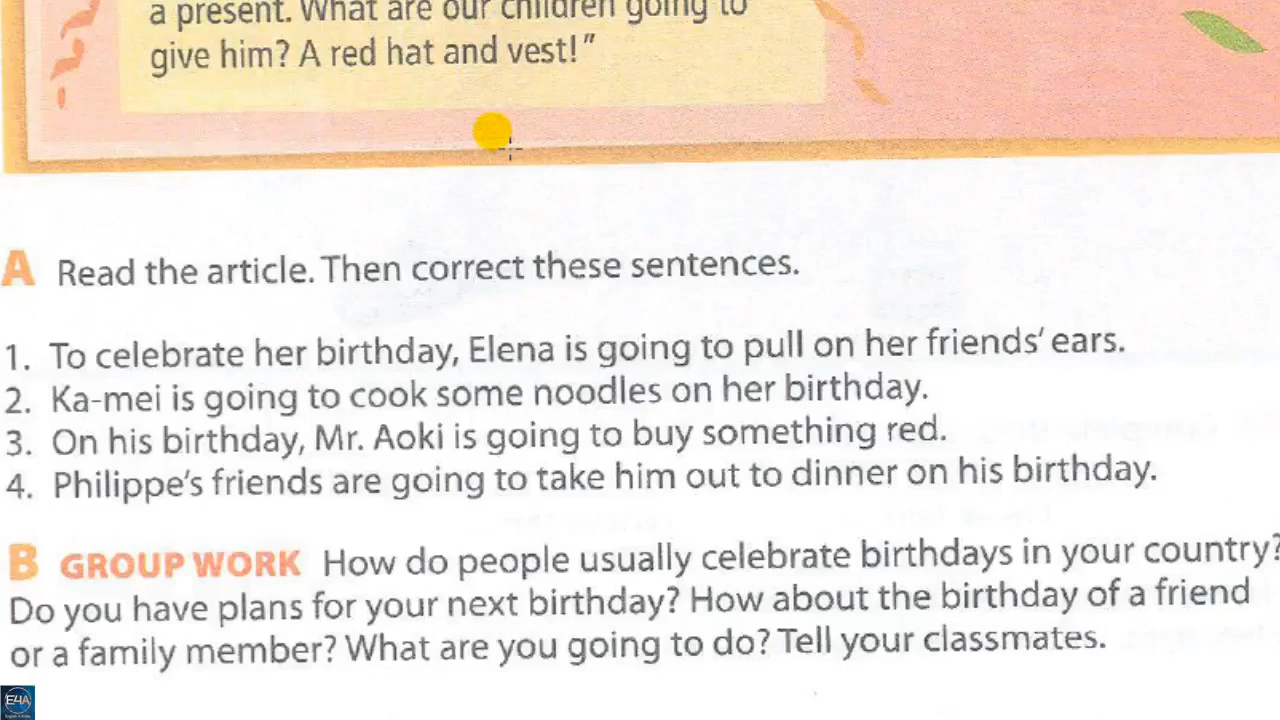 a present. What are our children going to
give him? A red hat and vest!"
A Read the article. Then correct these sentences.
1. To celebrate her birthday, Elena is going to pull on her friends' ears.
2. Ka-mei is going to cook some noodles on her birthday.
3. On his birthday, Mr. Aoki is going to buy something red.
4. Philippe's friends are going to take him out to dinner on his birthday.
B GROUP WORK How do people usually celebrate birthdays in your country?
Do you have plans for your next birthday? How about the birthday of a friend
or a family member? What are you going to do? Tell your classmates.
E4A